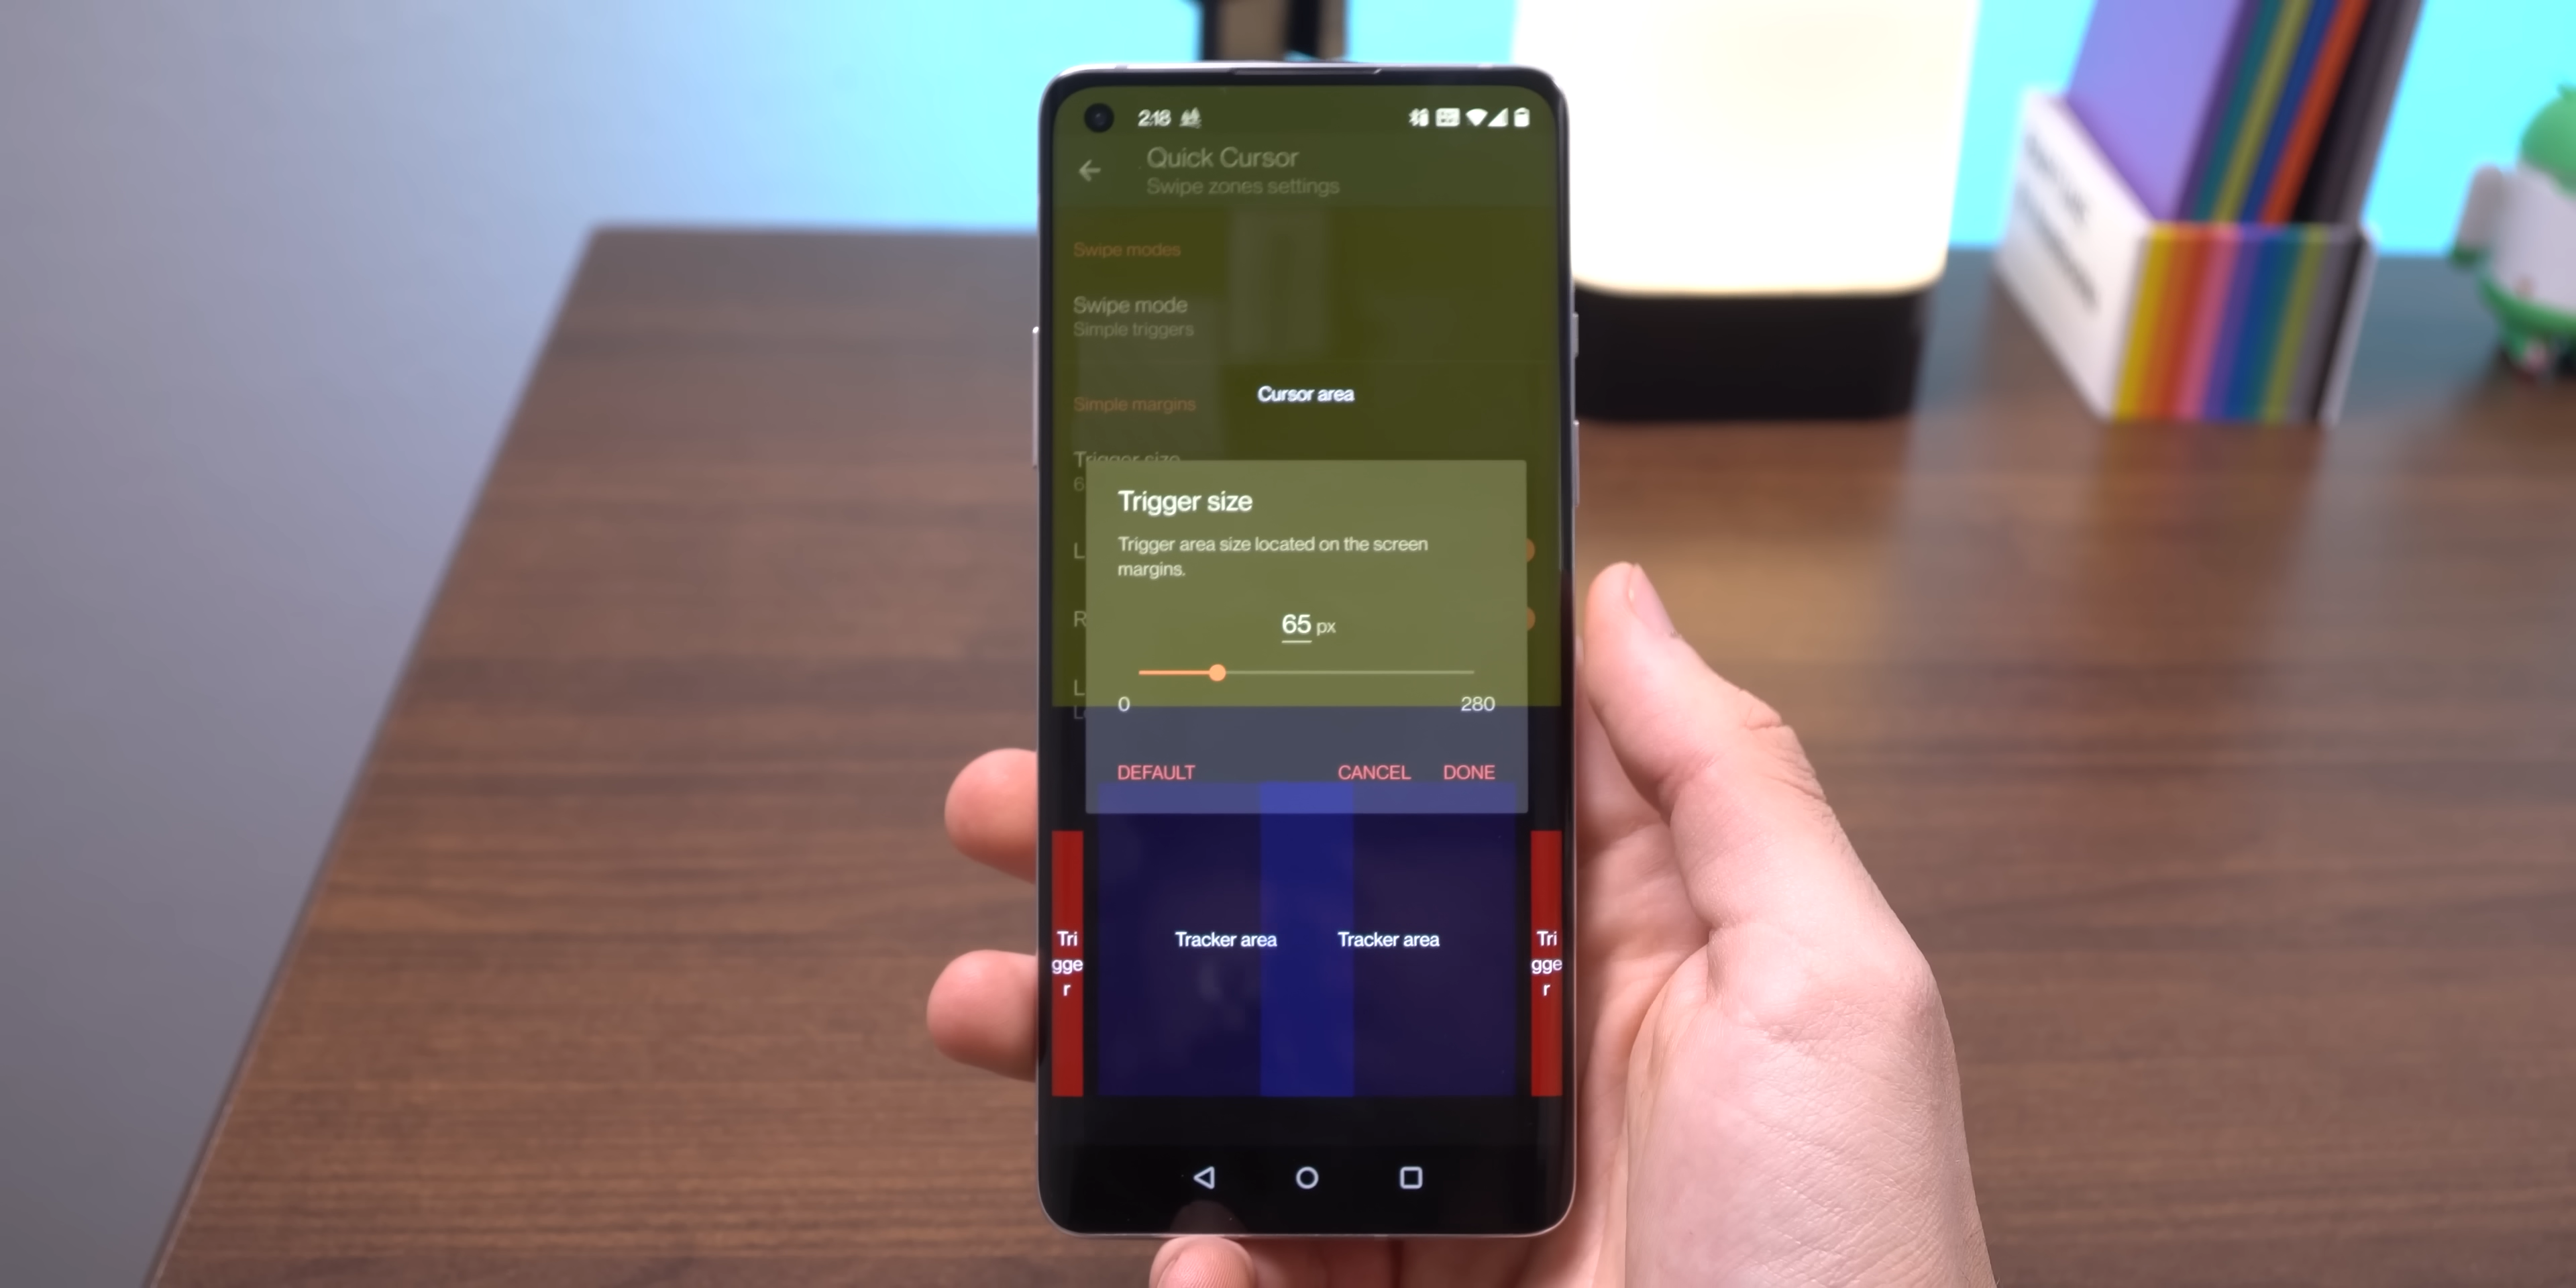 2:18
Quick Cursor
Swipe zones settings
Swipe modes
Swipe mode
Simple triggers
Cursor area
Simple margins
Trigger size
6
Trigger size
L
Trigger area size located on the screen
margins.
R
65 px
L
0 280
DEFAULT CANCEL DONE
Tracker area Tracker area
Tri
gge
r
Tri
gge
r